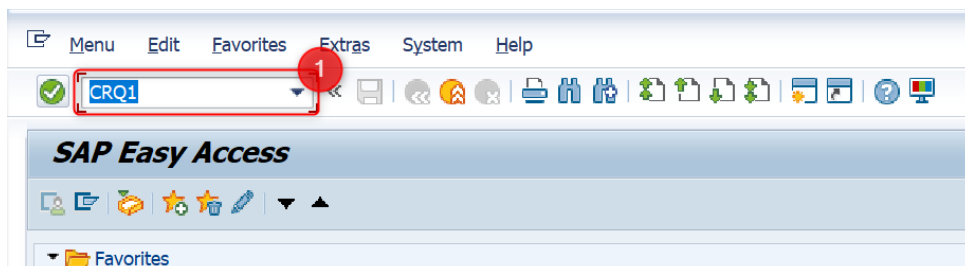 Menu Edit Favorites Extras System Help
1
CRQ1
SAP Easy Access
Favorites